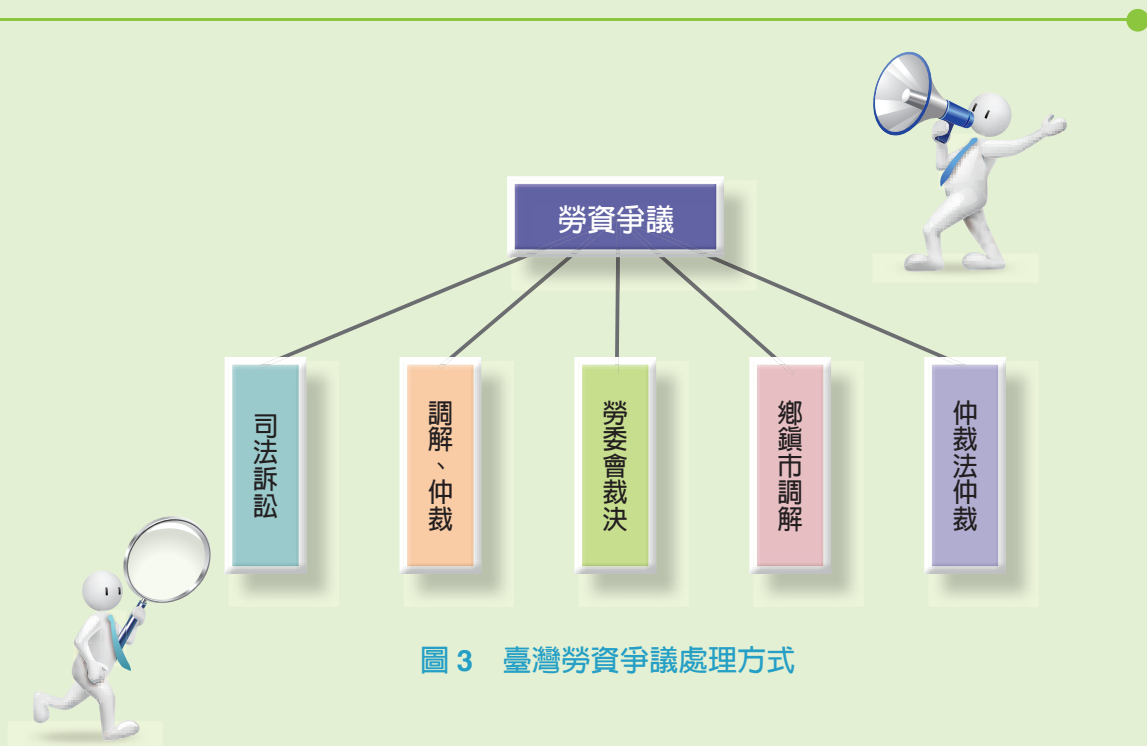 勞資爭議
司法訴訟
調解、仲裁
勞委會裁決
鄉鎮市調解
仲裁法仲裁
圖 3 臺灣勞資爭議處理方式